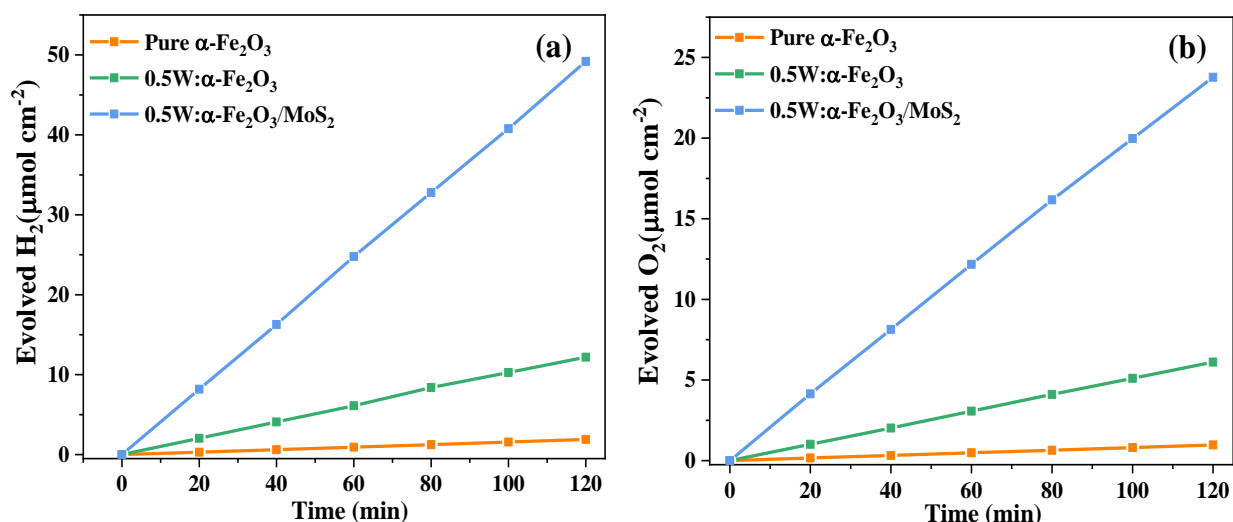 (a)
Pure α-Fe₂O₃
0.5W:α-Fe₂O₃
0.5W:α-Fe₂O₃/MoS₂
Evolved H₂(μmol cm⁻²)
50
40
30
20
10
0
0 20 40 60 80 100 120
Time (min)
(b)
Pure α-Fe₂O₃
0.5W:α-Fe₂O₃
0.5W:α-Fe₂O₃/MoS₂
Evolved O₂(μmol cm⁻²)
25
20
15
10
5
0
0 20 40 60 80 100 120
Time (min)